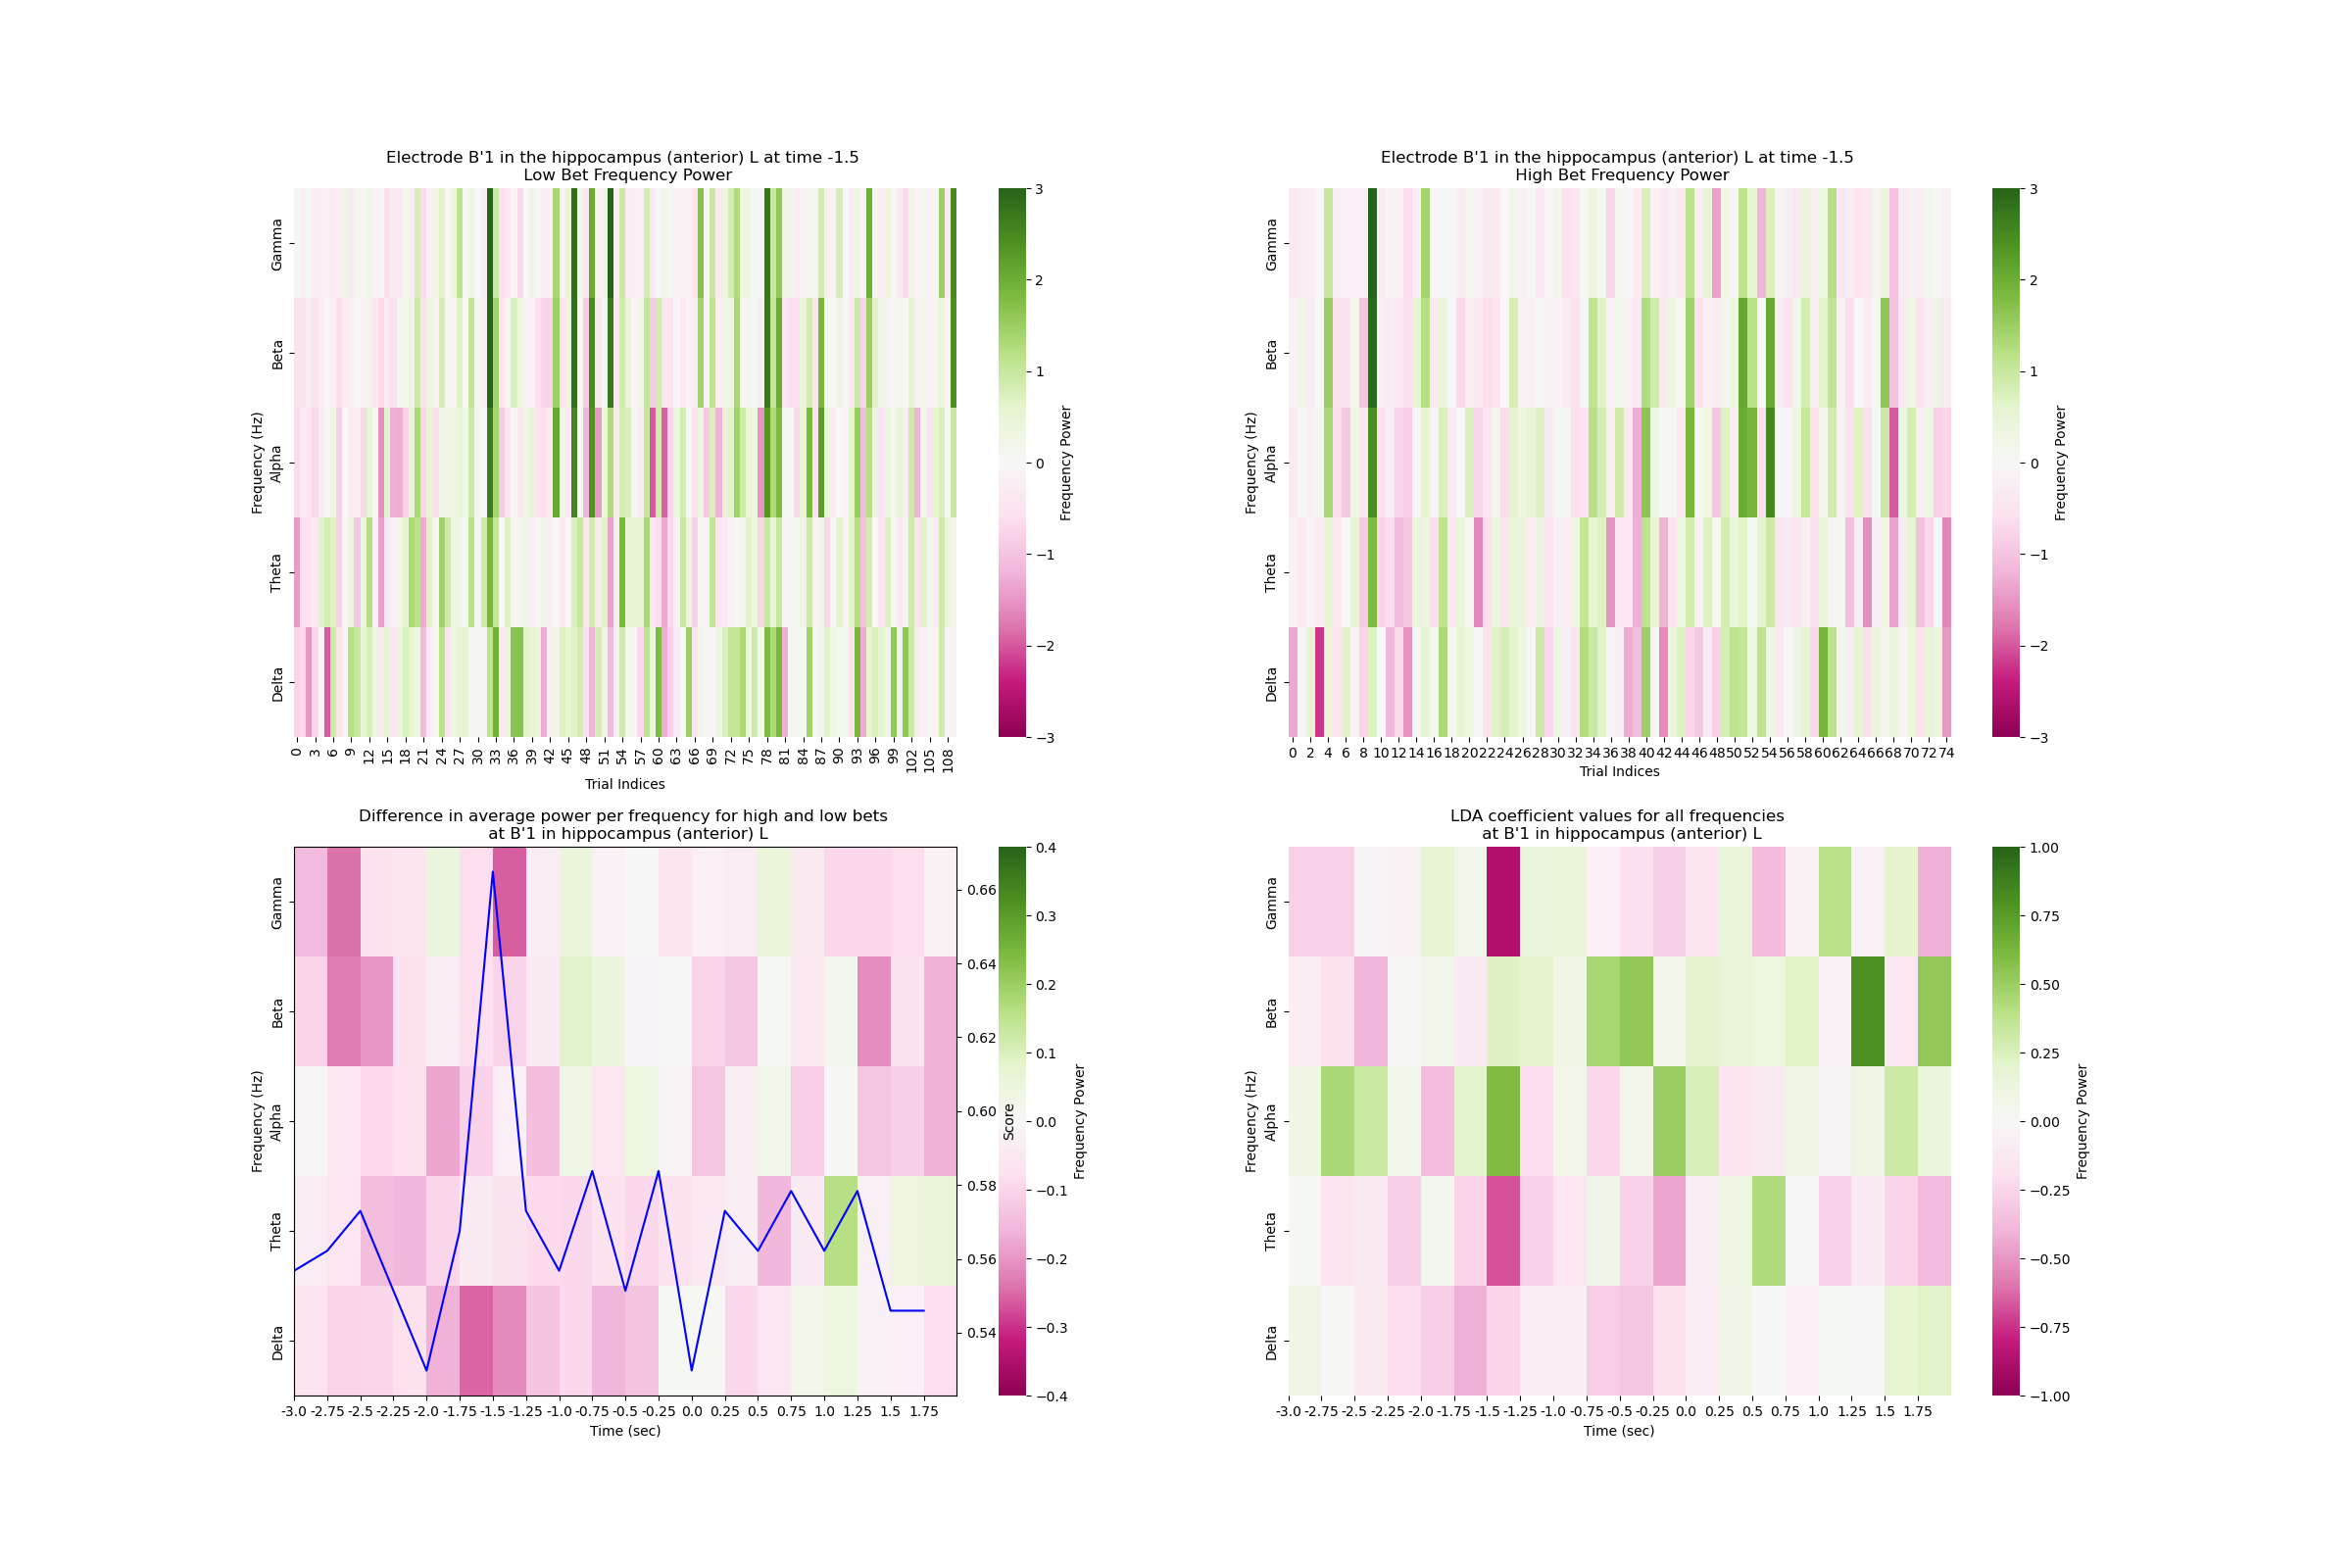 Electrode B'1 in the hippocampus (anterior) L at time -1.5
Low Bet Frequency Power
Gamma
Beta
Alpha
Theta
Delta
Frequency (Hz)
0 3 6 9 12 15 18 21 24 27 30 33 36 39 42 45 48 51 54 57 60 63 66 69 72 75 78 81 84 87 90 93 96 99 102 105 108
Trial Indices
3
2
1
0
−1
−2
−3
Frequency Power
Electrode B'1 in the hippocampus (anterior) L at time -1.5
High Bet Frequency Power
Gamma
Beta
Alpha
Theta
Delta
Frequency (Hz)
0 2 4 6 8 10 12 14 16 18 20 22 24 26 28 30 32 34 36 38 40 42 44 46 48 50 52 54 56 58 60 62 64 66 68 70 72 74
Trial Indices
3
2
1
0
−1
−2
−3
Frequency Power
Difference in average power per frequency for high and low bets
at B'1 in hippocampus (anterior) L
Gamma
Beta
Alpha
Theta
Delta
Frequency (Hz)
-3.0 -2.75 -2.5 -2.25 -2.0 -1.75 -1.5 -1.25 -1.0 -0.75 -0.5 -0.25 0.0 0.25 0.5 0.75 1.0 1.25 1.5 1.75
Time (sec)
0.66
0.64
0.62
0.60
0.58
0.56
0.54
Score
0.4
0.3
0.2
0.1
0.0
−0.1
−0.2
−0.3
−0.4
Frequency Power
LDA coefficient values for all frequencies
at B'1 in hippocampus (anterior) L
Gamma
Beta
Alpha
Theta
Delta
Frequency (Hz)
-3.0 -2.75 -2.5 -2.25 -2.0 -1.75 -1.5 -1.25 -1.0 -0.75 -0.5 -0.25 0.0 0.25 0.5 0.75 1.0 1.25 1.5 1.75
Time (sec)
1.00
0.75
0.50
0.25
0.00
−0.25
−0.50
−0.75
−1.00
Frequency Power